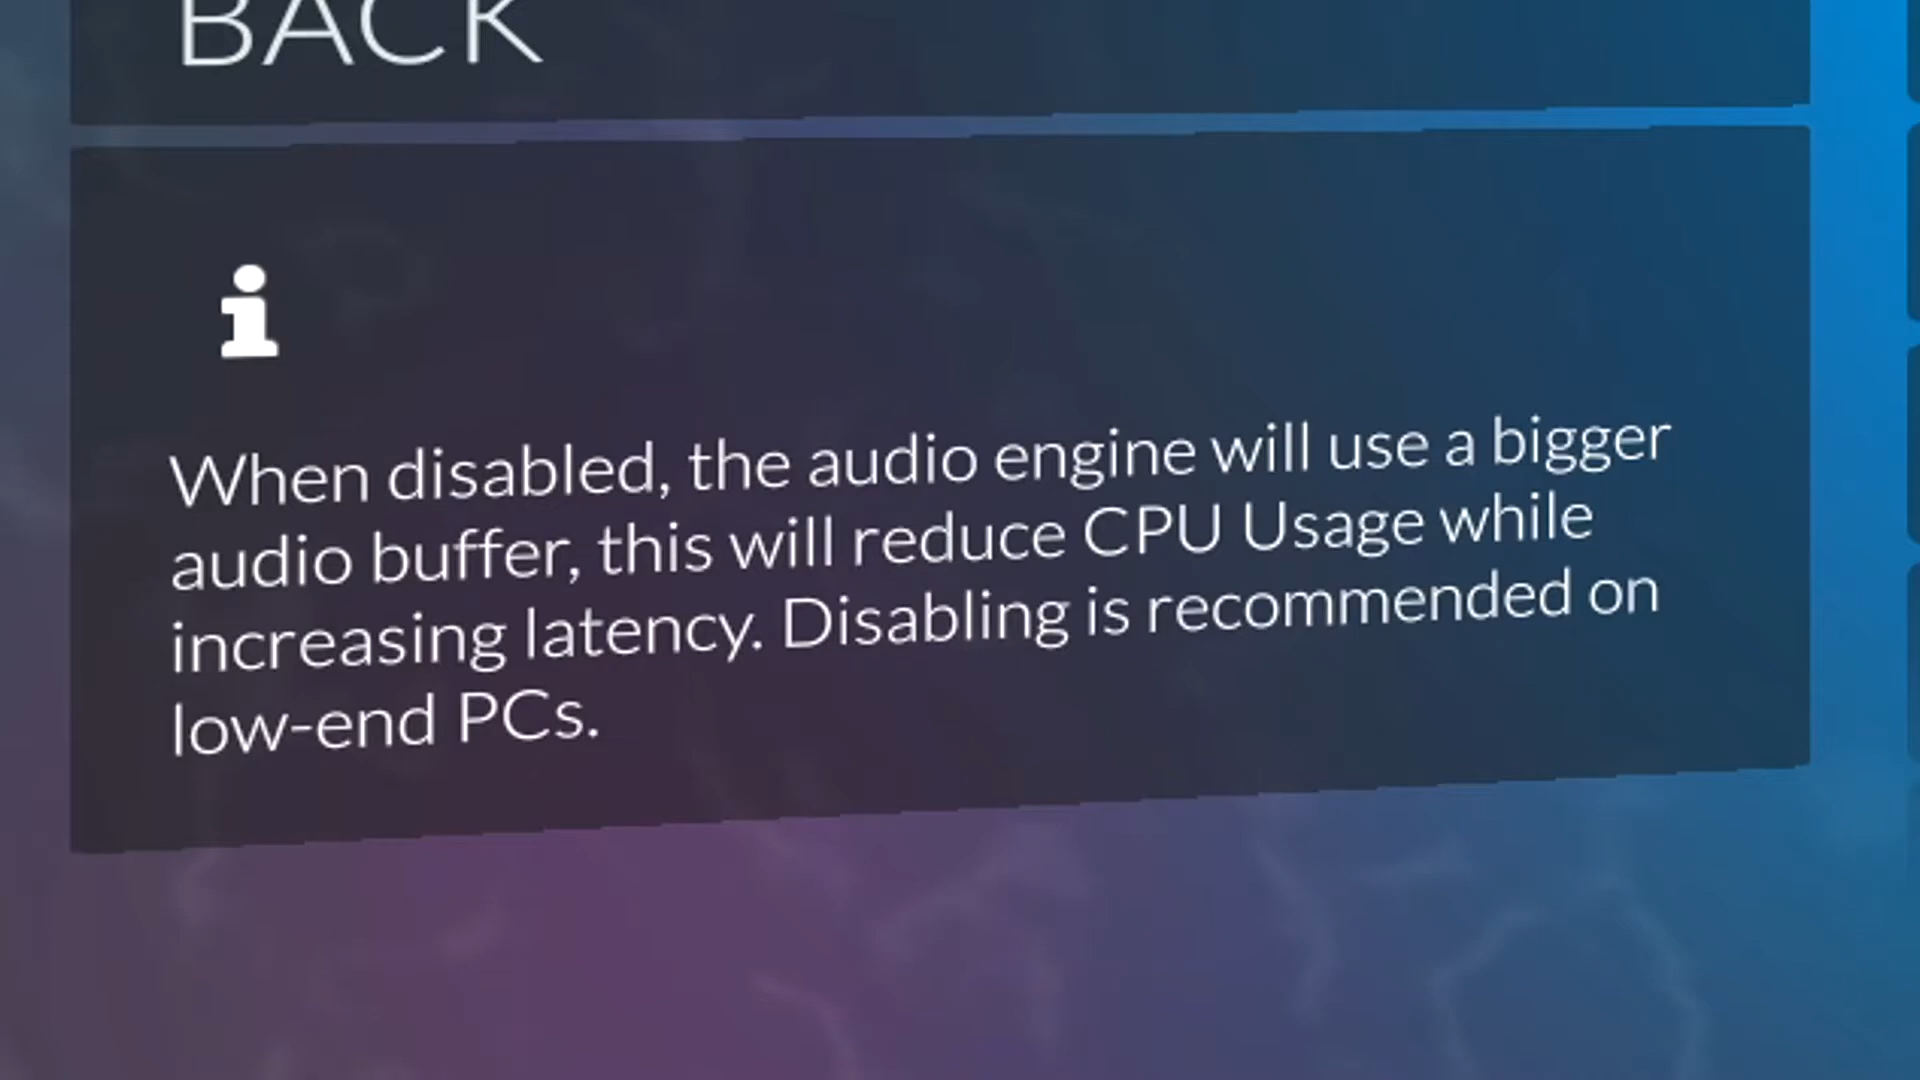 BACK
When disabled, the audio engine will use a bigger
audio buffer, this will reduce CPU Usage while
increasing latency. Disabling is recommended on
low-end PCs.